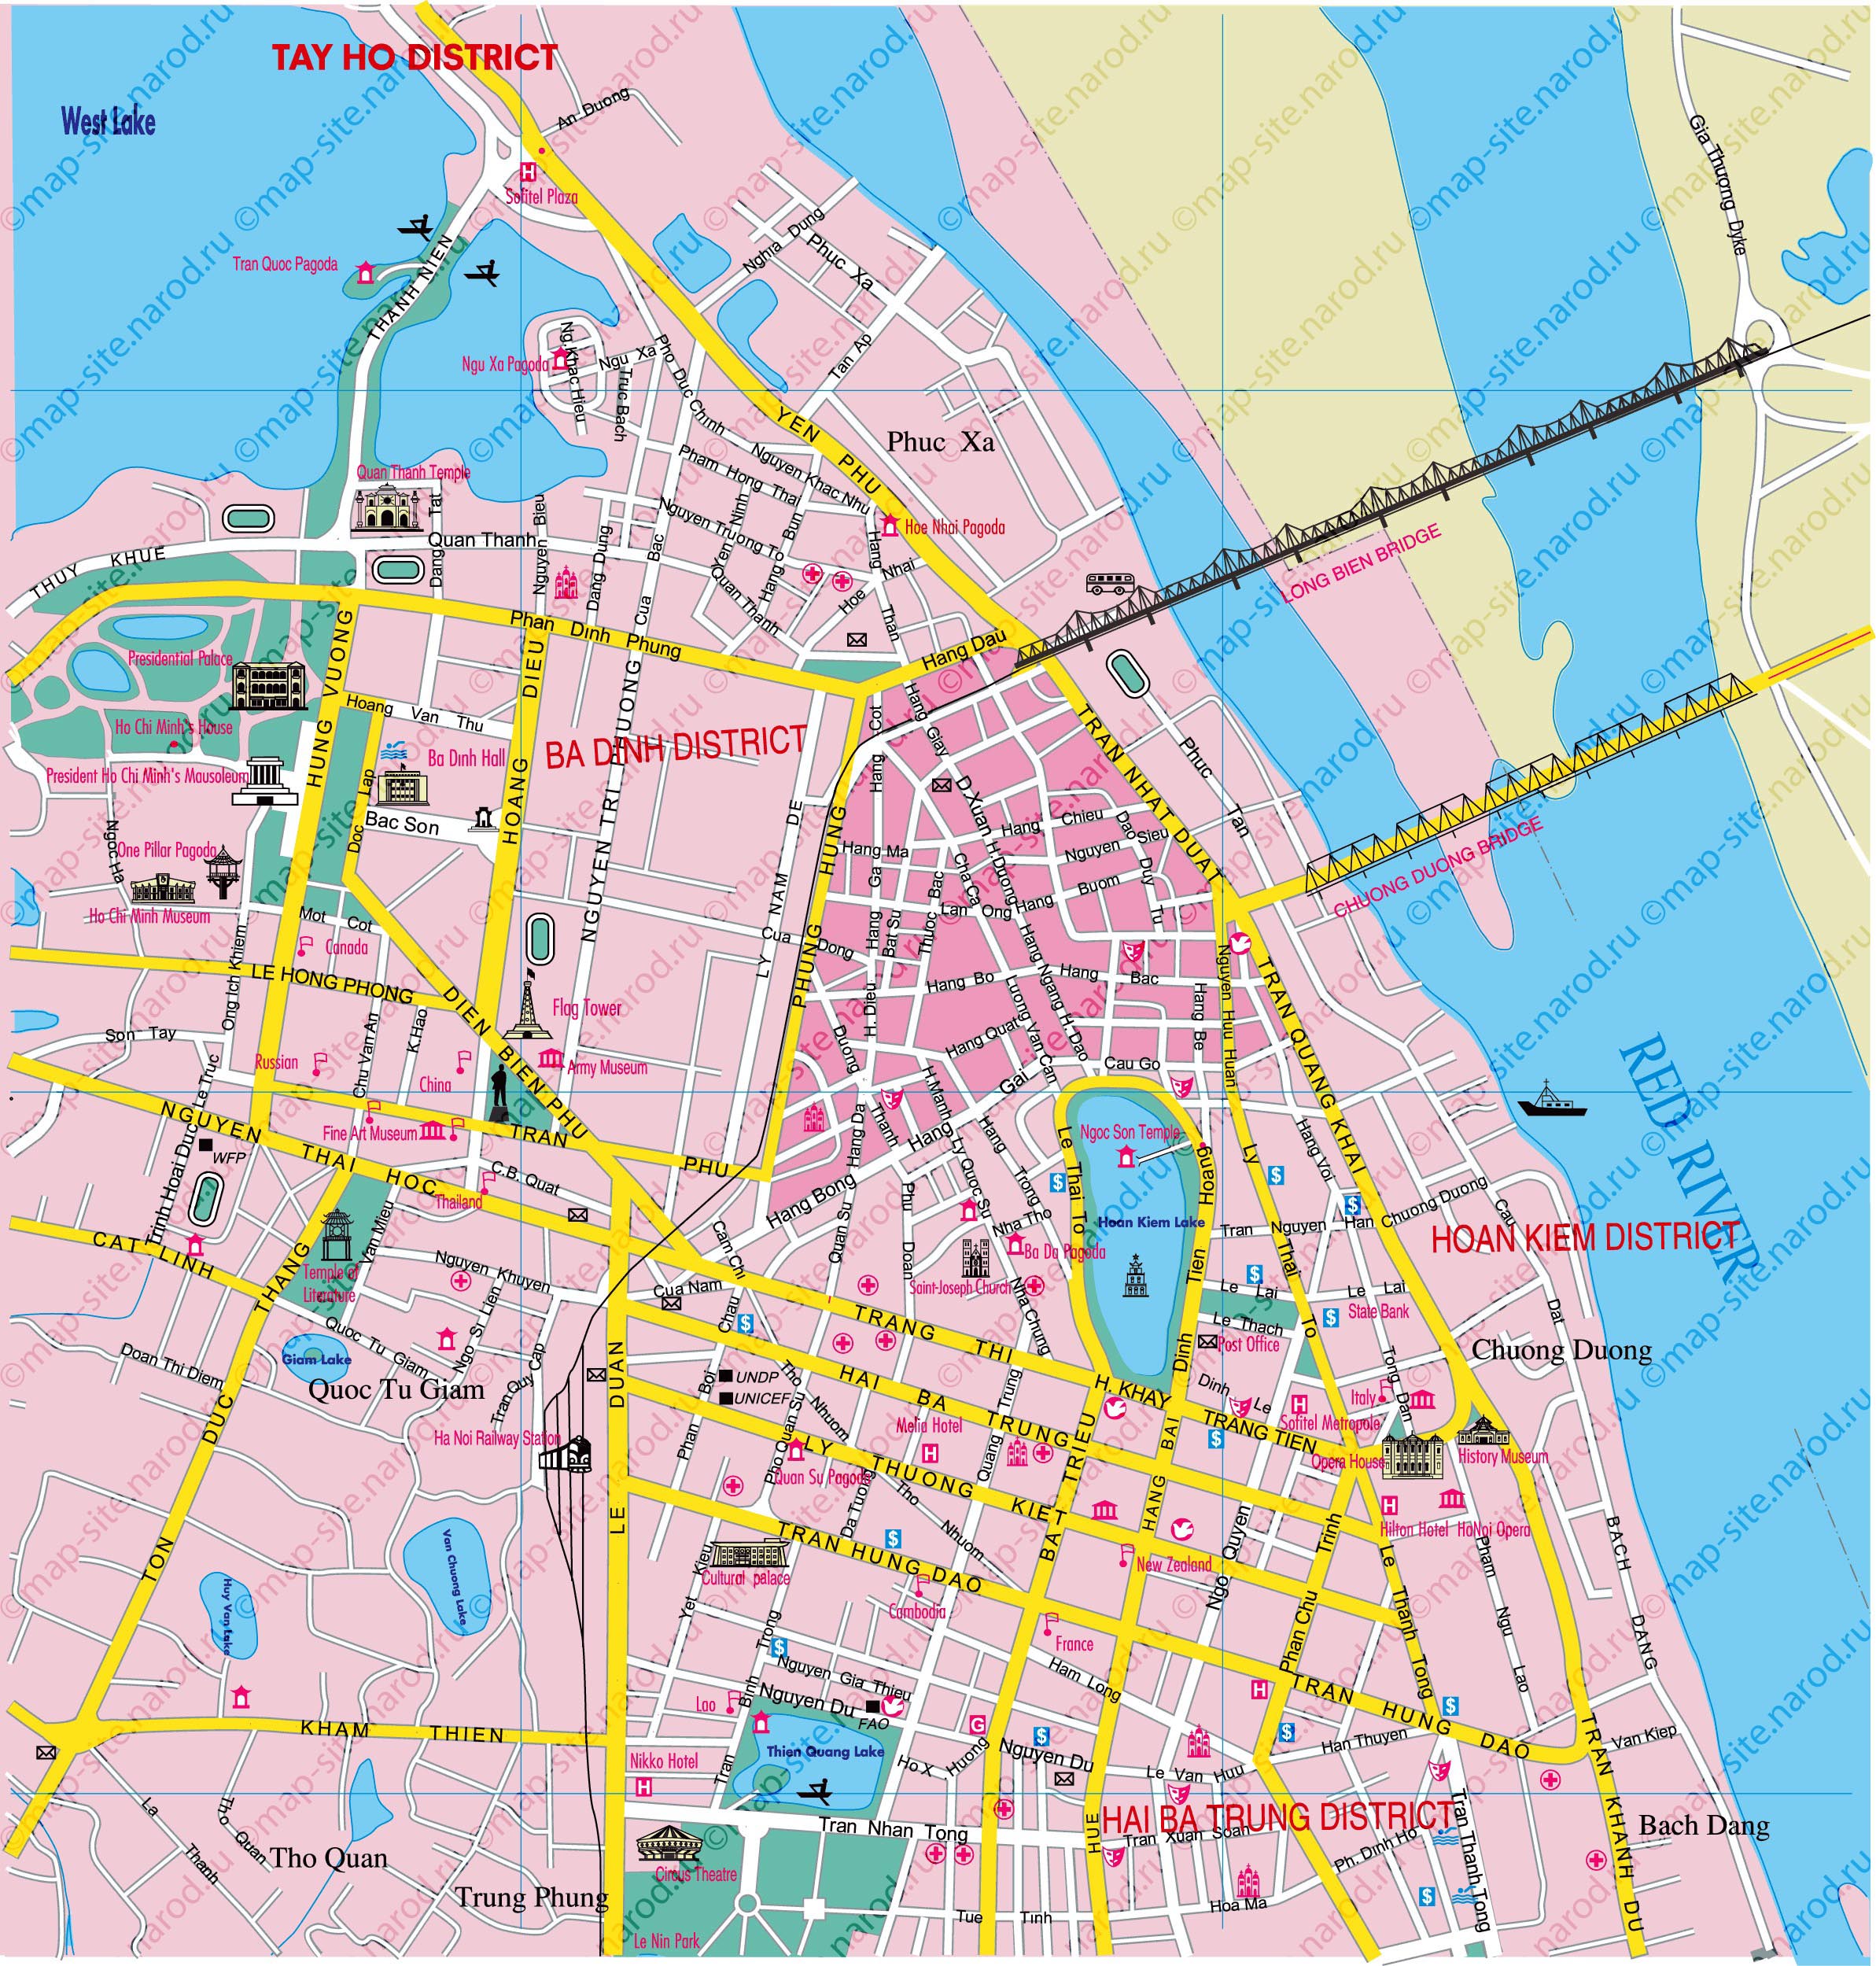 TAY HO DISTRICT
West Lake
©map-site.narod.ru
An Duong
Sofitel Plaza
Tran Quoc Pagoda
THANH NIEN
Nghia Dung
Phuc Xa
Gia Thuong Dyke
Ngu Xa Pagoda
Ng.Khac Hieu
Ngu Xa
Truc Bach
Pho Duc Chinh
Tan Ap
YEN PHU
Phuc Xa
Quan Thanh Temple
Pham Hong Thai
Nguyen Khac Nhu
Nguyen Truong To
Yen Ninh
Hang Bun
Hoe Nhai Pagoda
Quan Thanh
Dang Tat
Nguyen Bieu
Dang Dung
Cua Bac
Quan Thanh
Hoe Nhai
Hang Than
THUY KHUE
LONG BIEN BRIDGE
Phan Dinh Phung
Hang Dau
Presidential Palace
HUNG VUONG
HOANG DIEU
NGUYEN TRI PHUONG
Hoang Van Thu
Ho Chi Minh's House
BA DINH DISTRICT
Ba Dinh Hall
President Ho Chi Minh's Mausoleum
Doc Lap
Bac Son
Hang Cot
Hang Giay
TRAN NHAT DUAT
Phuc Tan
D.Xuan
Hang Chieu
Dao Duy Tu
Nguyen Sieu
CHUONG DUONG BRIDGE
One Pillar Pagoda
Ngoc Ha
Ho Chi Minh Museum
LY NAM DE
PHUNG HUNG
Hang Ma
Hang Ga
Cha Ca
H.Duong
Hang Buom
Lan Ong
Thuoc Bac
Bat Su
Mot Cot
Canada
Ong Ich Khiem
LE HONG PHONG
Cua Dong
H. Dieu
Hang Bo
Hang Ngang
H.Dao
Hang Bac
Luong Van Can
Hang Be
Nguyen Huu Huan
TRAN QUANG KHAI
Son Tay
Flag Tower
DIEN BIEN PHU
Army Museum
Russian
Chu Van An
K.Hao
China
Le Truc
Duong Thanh
Hang Quat
Cau Go
Hang Gai
H.Manh
RED RIVER
NGUYEN THAI HOC
WFP
Fine Art Museum
TRAN PHU
Trinh Hoai Duc
C.B. Quat
Thailand
Hang Bong
Hang Da
Ly Quoc Su
Hang Trong
Ngoc Son Temple
Le Thai To
Dinh Tien Hoang
Hoan Kiem Lake
Ly Thai To
Hang Voi
Tran Nguyen Han
Chuong Duong
HOAN KIEM DISTRICT
CAT LINH
Temple of
Literature
Van Mieu
Nguyen Khuyen
Cam Chi
Quan Su
Phu Doan
Nha Tho
Ba Da Pagoda
Saint-Joseph Church
Nha Chung
Cua Nam
Le Lai
Le Lai
State Bank
Le Thach
Post Office
Cau Dat
Chuong Duong
TON DUC THANG
Doan Thi Diem
Giam Lake
Quoc Tu Giam
Quoc Tu Giam
Ngo Si Lien
Tran Quy Cap
LE DUAN
Phan Boi Chau
UNDP
UNICEF
Tho Nhuom
TRANG THI
HAI BA TRUNG
H. KHAY
TRANG TIEN
Dinh Le
Italy
Tong Dan
Sofitel Metropole
Opera House
History Museum
Ha Noi Railway Station
Melia Hotel
Quang Trung
BA TRIEU
HANG BAI
Pho Quan Su
Quan Su Pagoda
LY THUONG KIET
Da Tuong
Tho Nhuom
Hilton Hotel HaNoi Opera
TRAN HUNG DAO
Cultural palace
Yet Kieu
New Zealand
Ngo Quyen
Phan Chu Trinh
Le Thanh Tong
Pham Ngu Lao
BACH DANG
Van Chuong Lake
Huy Van Lake
Cambodia
France
Ham Long
Nguyen Gia Thieu
Nguyen Du
FAO
Lao
Tran Binh Trong
Thien Quang Lake
Ho X .Huong
Nguyen Du
Le Van Huu
Han Thuyen
TRAN HUNG DAO
Van Kiep
KHAM THIEN
Nikko Hotel
Tran Nhan Tong
HAI BA TRUNG DISTRICT
HUE
Tran Xuan Soan
Ph. Dinh Ho
Tran Thanh Tong
TRAN KHANH DU
Bach Dang
La Thanh
Tho Quan
Tho Quan
Trung Phung
Circus Theatre
Le Nin Park
Tue Tinh
Hoa Ma